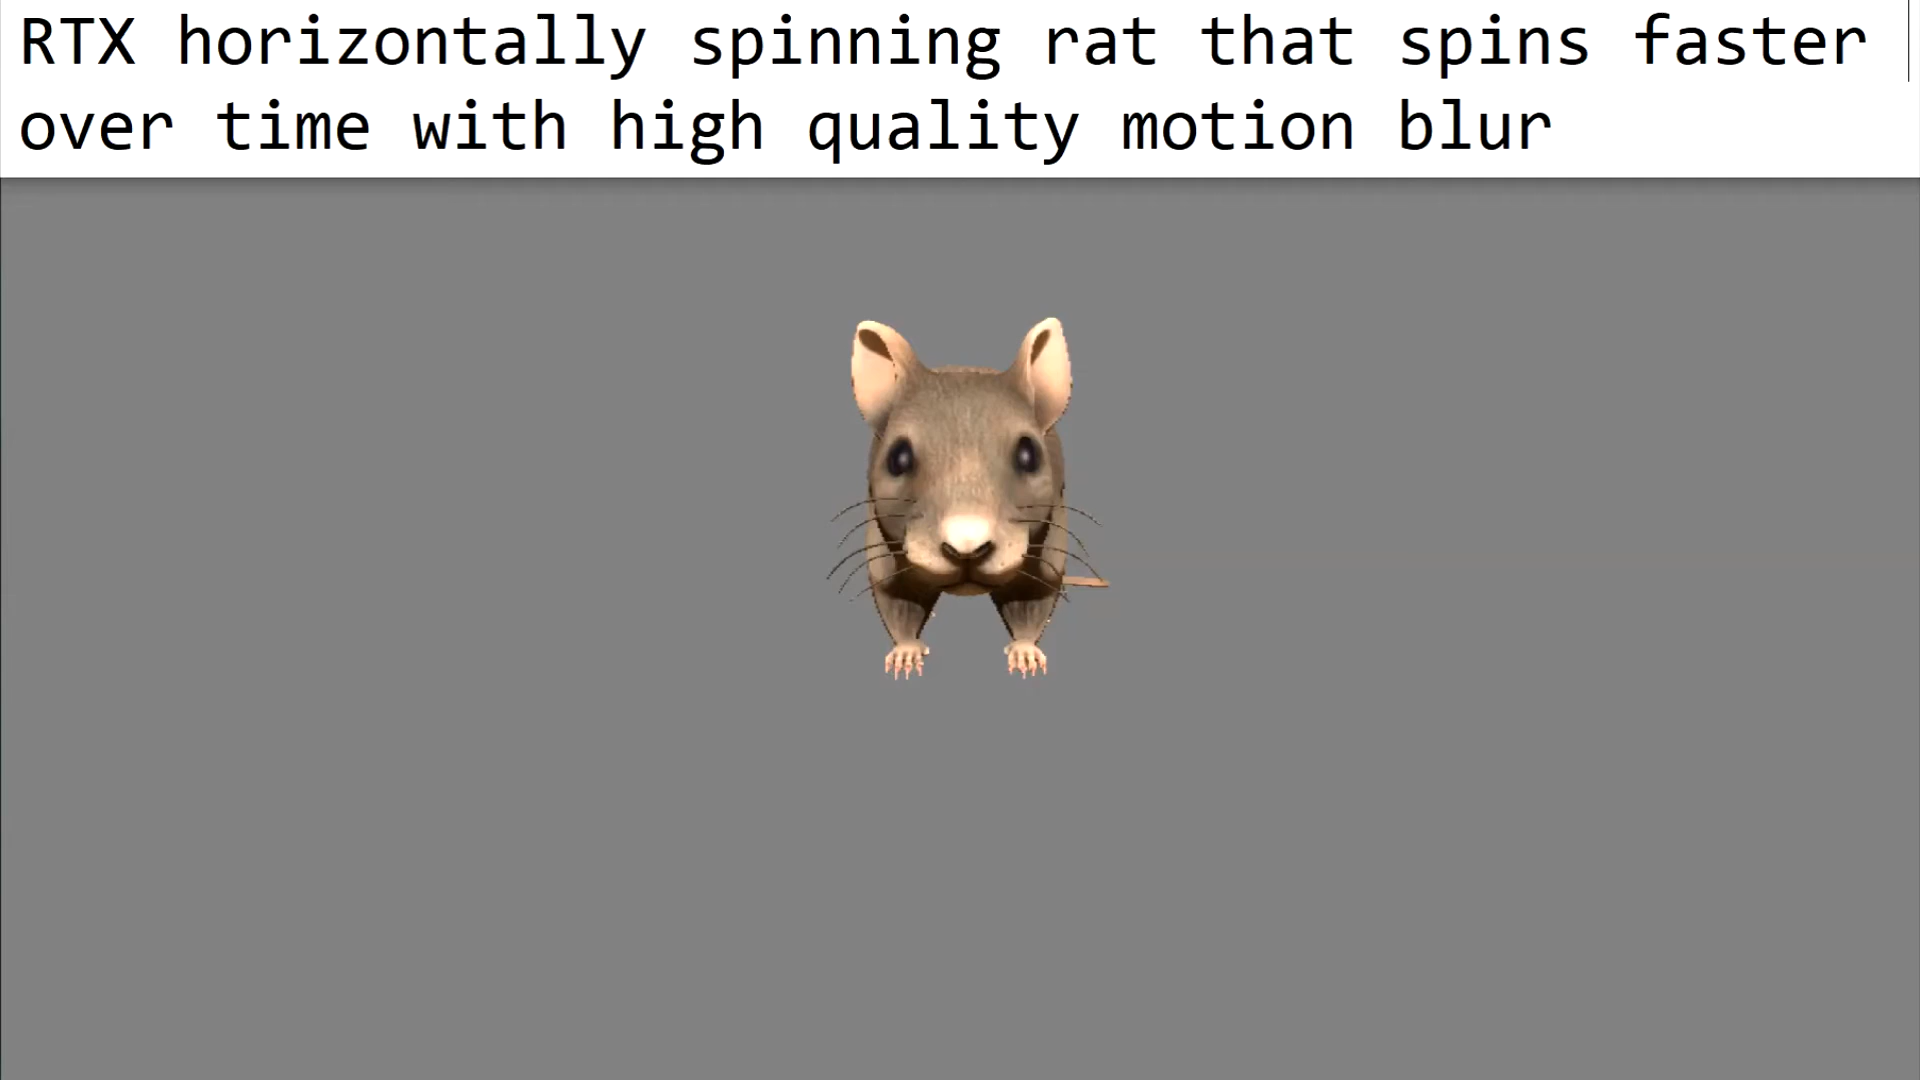 RTX horizontally spinning rat that spins faster
over time with high quality motion blur